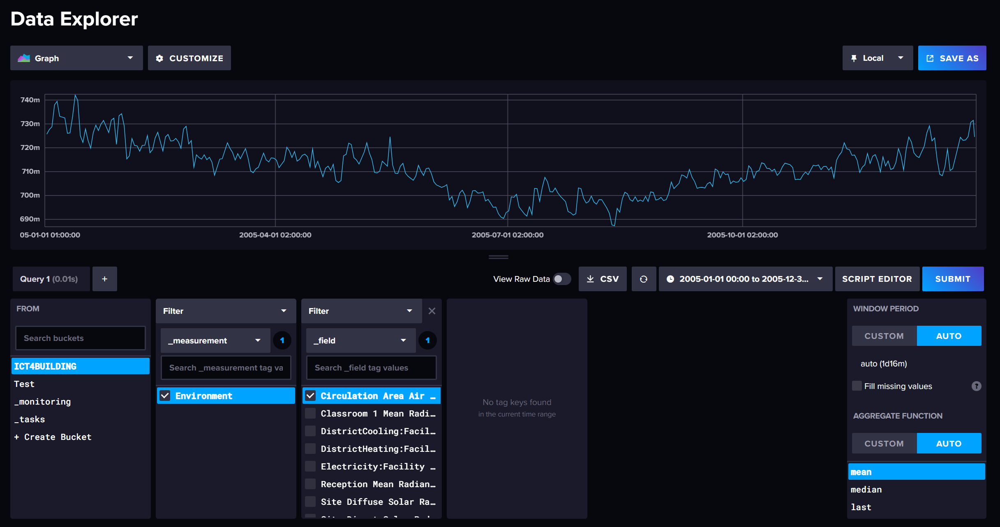 Data Explorer
Graph
CUSTOMIZE
Local
SAVE AS
740m
730m
720m
710m
700m
690m
05-01-01 01:00:00
2005-04-01 02:00:00
2005-07-01 02:00:00
2005-10-01 02:00:00
Query 1 (0.01s)
+
View Raw Data
CSV
2005-01-01 00:00 to 2005-12-3...
SCRIPT EDITOR
SUBMIT
FROM
Search buckets
ICT4BUILDING
Test
_monitoring
_tasks
+ Create Bucket
Filter
_measurement
1
Search _measurement tag va
Environment
Filter
_field
1
Search _field tag values
Circulation Area Air …
Classroom 1 Mean Radi…
DistrictCooling:Facil…
DistrictHeating:Facil…
Electricity:Facility …
Reception Mean Radian…
Site Diffuse Solar Ra…
No tag keys found
in the current time range
WINDOW PERIOD
CUSTOM
AUTO
auto (1d16m)
Fill missing values
?
AGGREGATE FUNCTION
CUSTOM
AUTO
mean
median
last